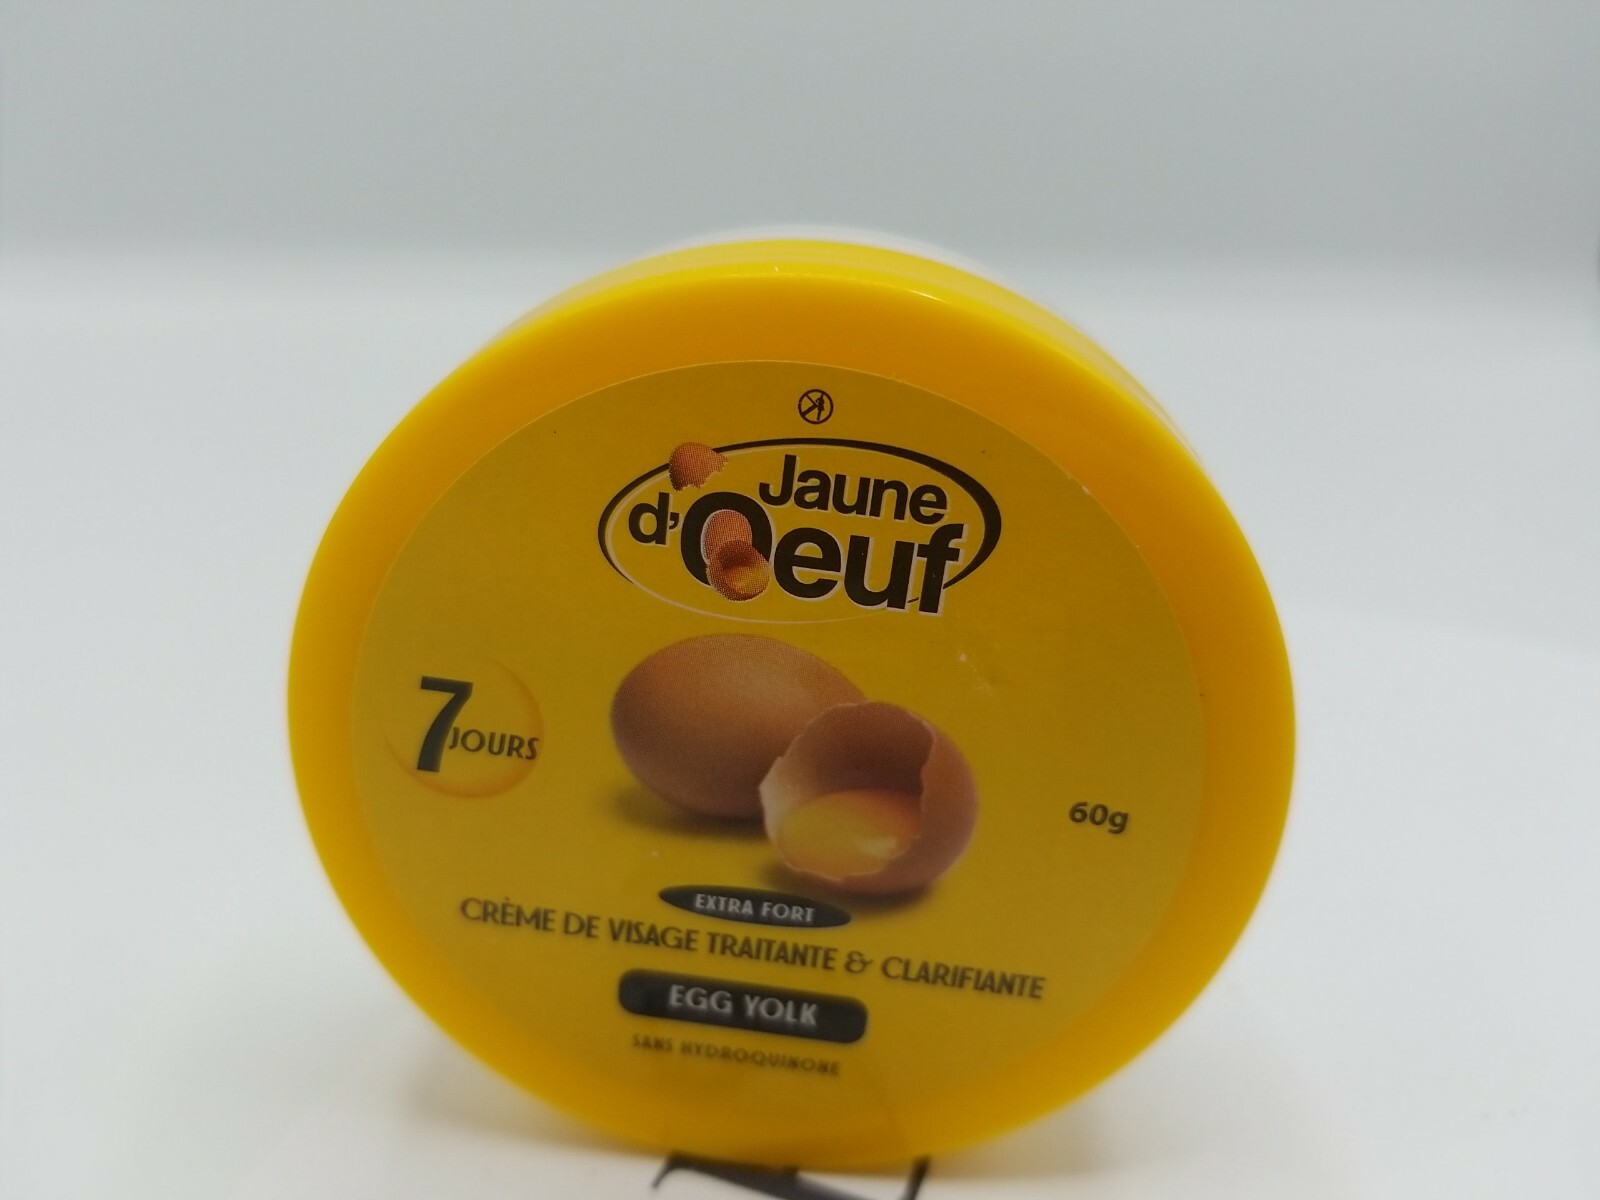 Jaune
d'Oeuf
7 JOURS
60g
EXTRA FORT
CRÈME DE VISAGE TRAITANTE & CLARIFIANTE
EGG YOLK
SANS HYDROQUINONE